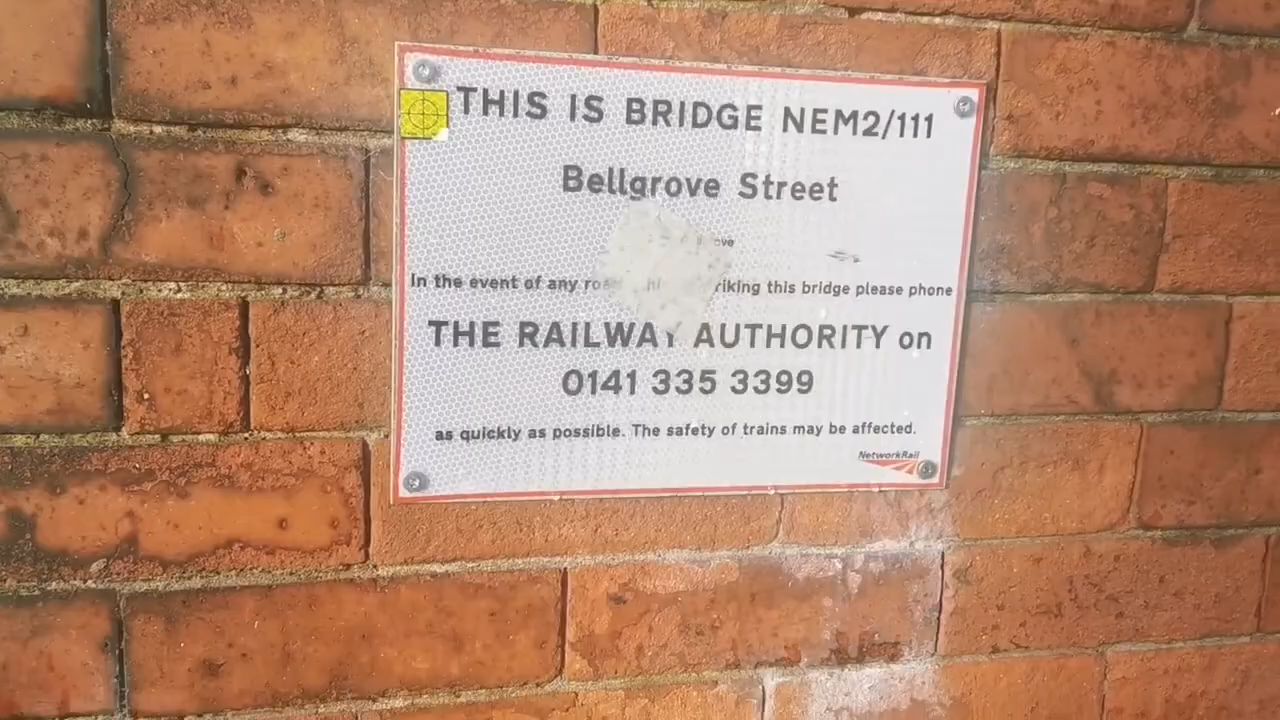 THIS IS BRIDGE NEM2/111
Bellgrove Street
In the event of any riking this bridge please phone
THE RAILWAY AUTHORITY on
0141 335 3399
as quickly as possible. The safety of trains may be affected.
NetworkRail